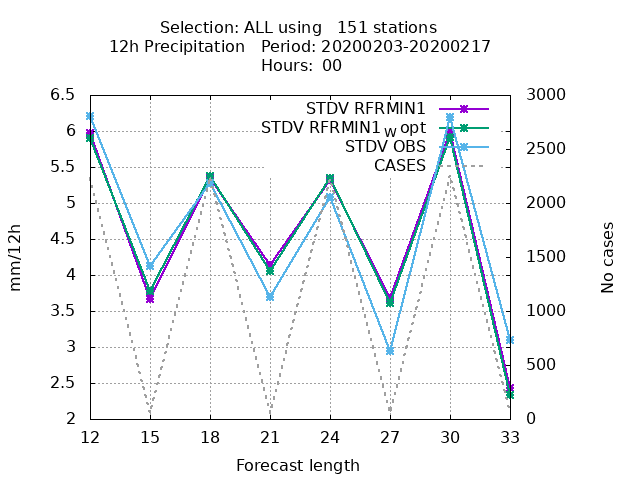 Selection: ALL using   151 stations
12h Precipitation   Period: 20200203-20200217
Hours: 00
STDV RFRMIN1
STDV RFRMIN1_w opt
STDV OBS
CASES
6.5
6
5.5
5
4.5
4
3.5
3
2.5
2
mm/12h
3000
2500
2000
1500
1000
500
0
No cases
12 15 18 21 24 27 30 33
Forecast length